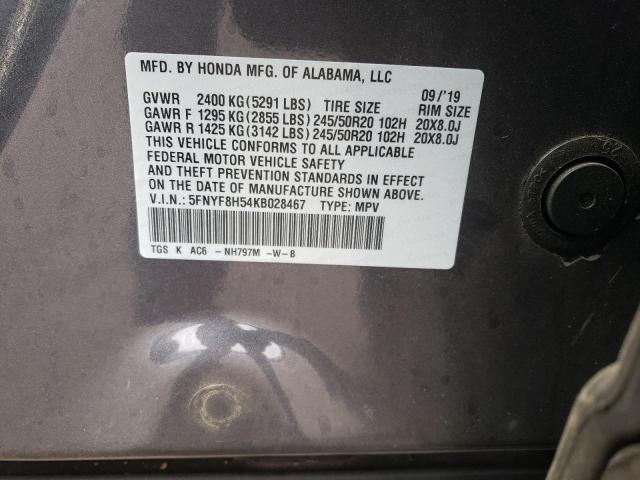 MFD. BY HONDA MFG. OF ALABAMA, LLC
09/'19
GVWR 2400 KG(5291 LBS) TIRE SIZE RIM SIZE
GAWR F 1295 KG(2855 LBS)245/50R20 102H 20X8.0J
GAWR R 1425 KG(3142 LBS)245/50R20 102H 20X8.0J
THIS VEHICLE CONFORMS TO ALL APPLICABLE
FEDERAL MOTOR VEHICLE SAFETY
AND THEFT PREVENTION STANDARDS IN EFFECT
ON THE DATE OF MANUFACTURE SHOWN ABOVE.
V.I.N.: 5FNYF8H54KB028467 TYPE: MPV
TGS K AC6 - NH797M -W-B